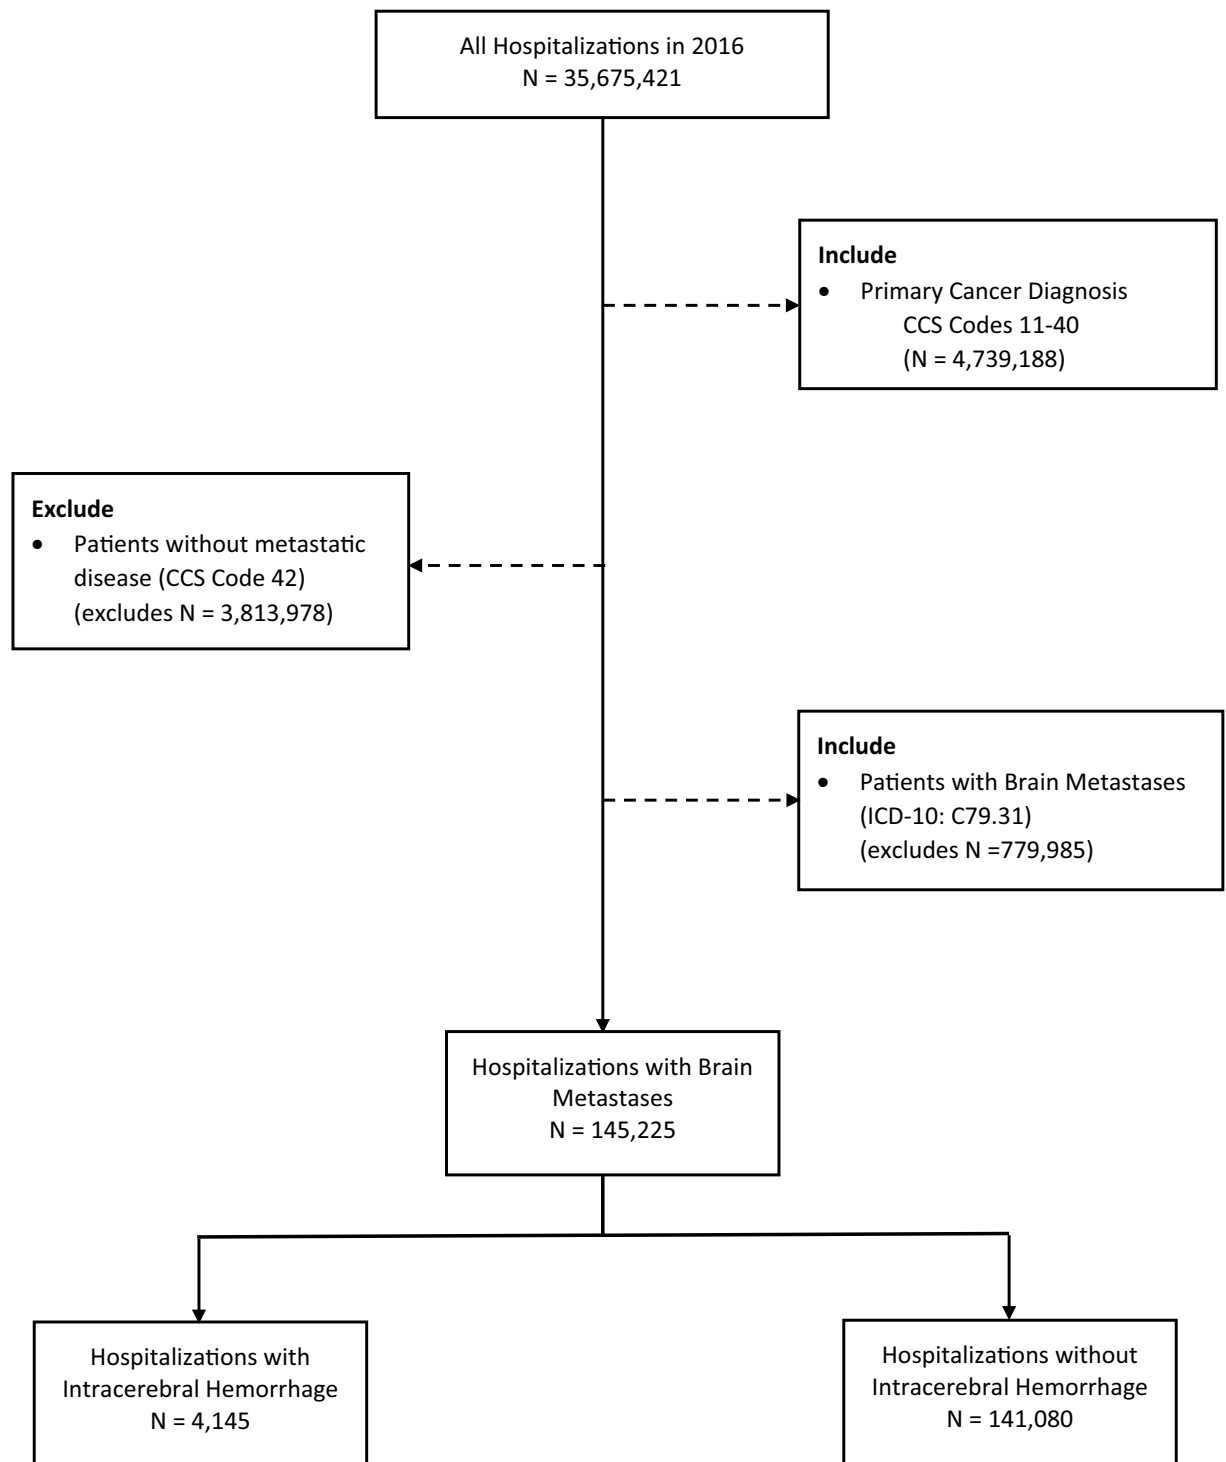 All Hospitalizations in 2016
N = 35,675,421
Include
• Primary Cancer Diagnosis
CCS Codes 11-40
(N = 4,739,188)
Exclude
• Patients without metastatic
disease (CCS Code 42)
(excludes N = 3,813,978)
Include
• Patients with Brain Metastases
(ICD-10: C79.31)
(excludes N =779,985)
Hospitalizations with Brain
Metastases
N = 145,225
Hospitalizations with
Intracerebral Hemorrhage
N = 4,145
Hospitalizations without
Intracerebral Hemorrhage
N = 141,080